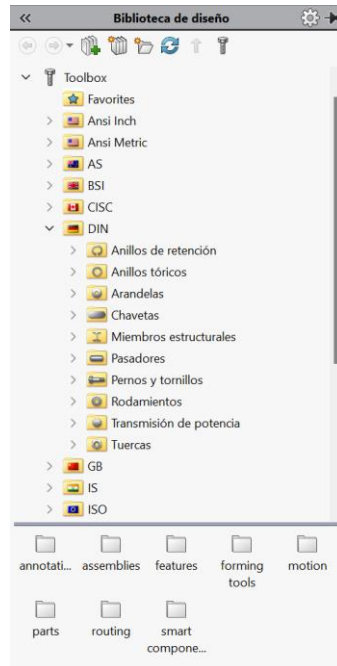 Biblioteca de diseño
Toolbox
Favorites
Ansi Inch
Ansi Metric
AS
BSI
CISC
DIN
Anillos de retención
Anillos tóricos
Arandelas
Chavetas
Miembros estructurales
Pasadores
Pernos y tornillos
Rodamientos
Transmisión de potencia
Tuercas
GB
IS
ISO
annotati... assemblies features forming motion
tools
parts routing smart
compone...